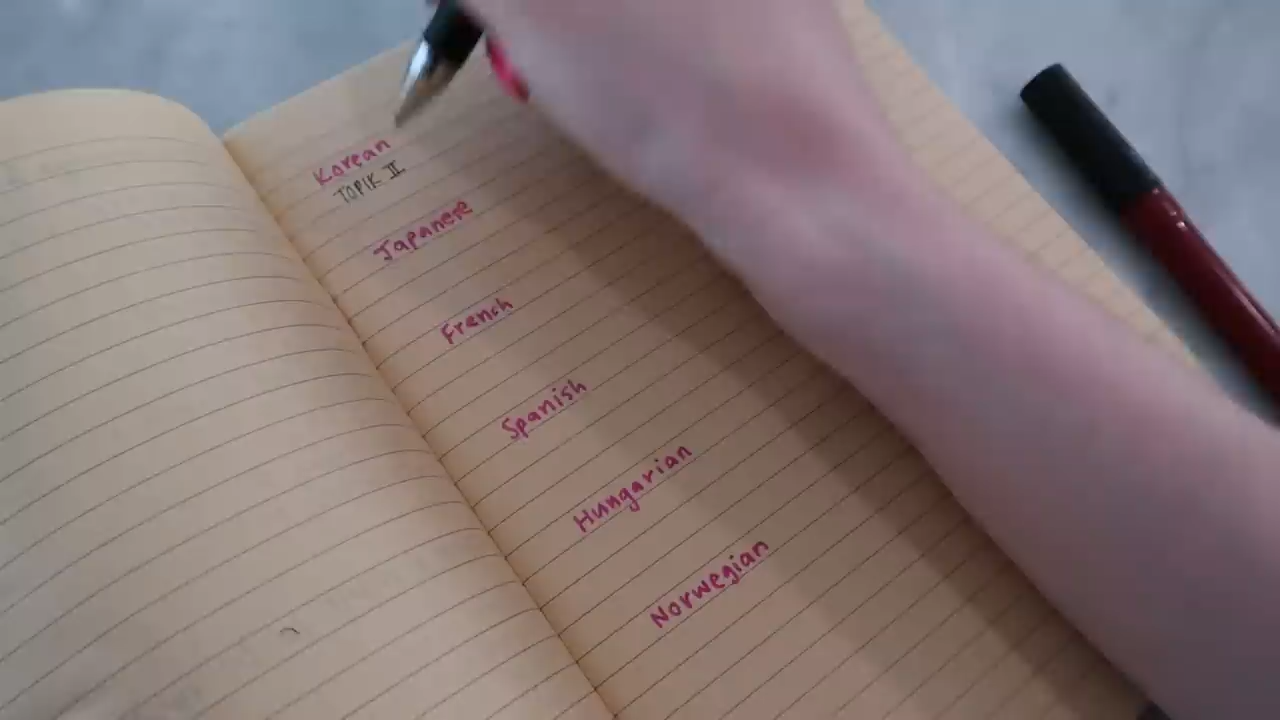 Korean
TOPIK II
Japanese
French
Spanish
Hungarian
Norwegian